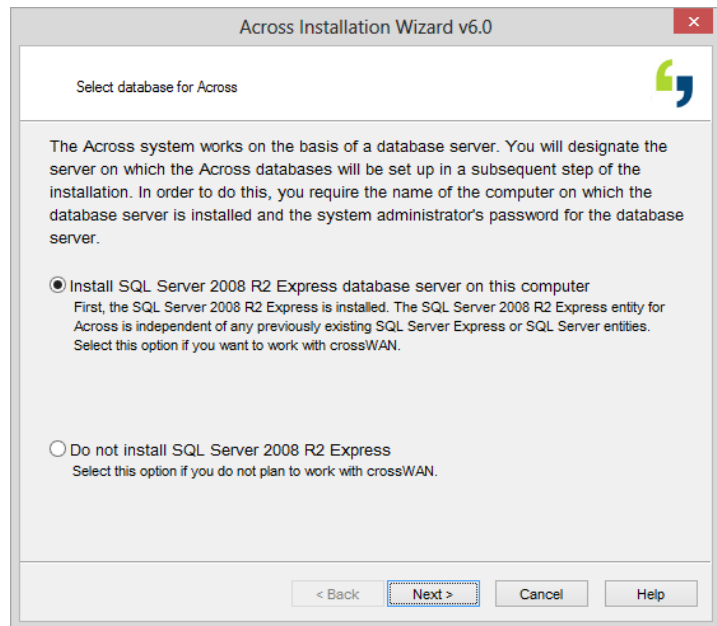 Across Installation Wizard v6.0
Select database for Across
The Across system works on the basis of a database server. You will designate the
server on which the Across databases will be set up in a subsequent step of the
installation. In order to do this, you require the name of the computer on which the
database server is installed and the system administrator's password for the database
server.
Install SQL Server 2008 R2 Express database server on this computer
First, the SQL Server 2008 R2 Express is installed. The SQL Server 2008 R2 Express entity for
Across is independent of any previously existing SQL Server Express or SQL Server entities.
Select this option if you want to work with crossWAN.
Do not install SQL Server 2008 R2 Express
Select this option if you do not plan to work with crossWAN.
< Back Next > Cancel Help